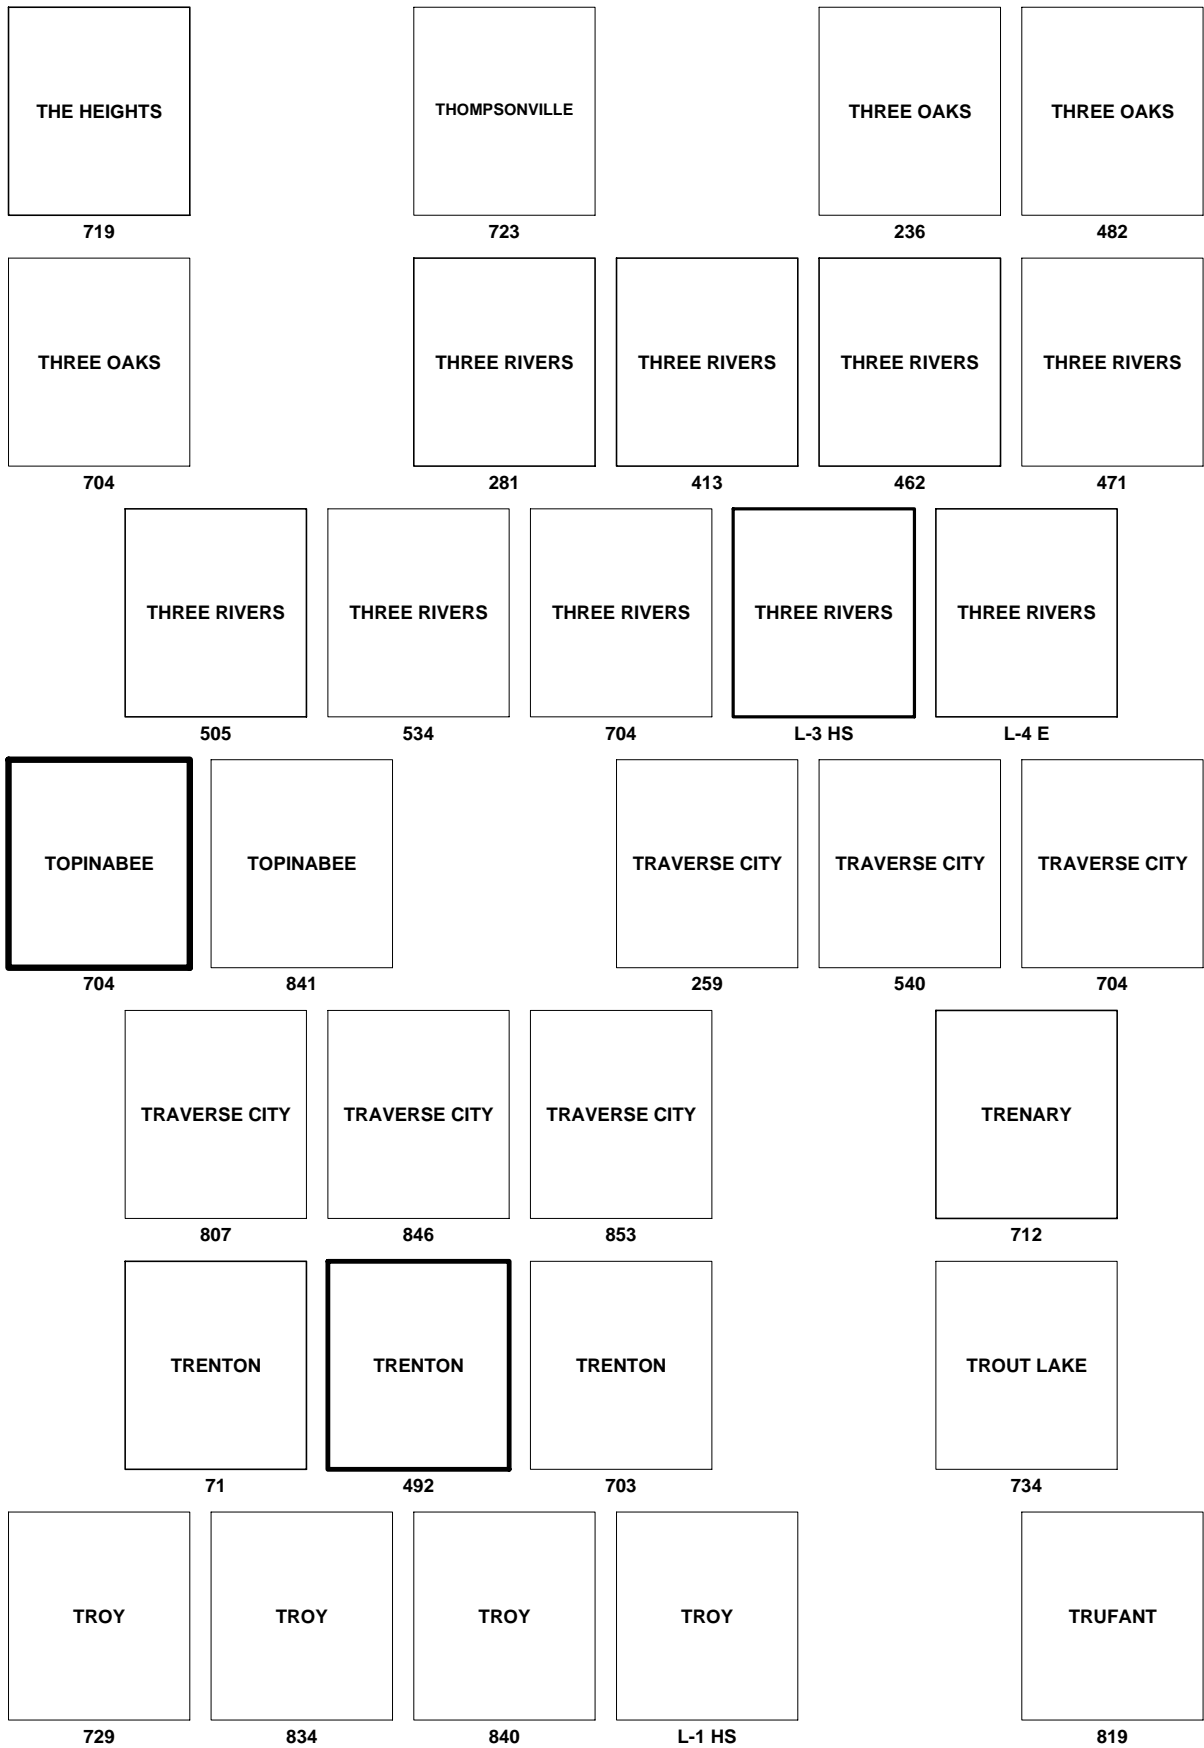 THE HEIGHTS THOMPSONVILLE THREE OAKS THREE OAKS
719 723 236 482
THREE OAKS THREE RIVERS THREE RIVERS THREE RIVERS THREE RIVERS
704 281 413 462 471
THREE RIVERS THREE RIVERS THREE RIVERS THREE RIVERS THREE RIVERS
505 534 704 L-3 HS L-4 E
TOPINABEE TOPINABEE TRAVERSE CITY TRAVERSE CITY TRAVERSE CITY
704 841 259 540 704
TRAVERSE CITY TRAVERSE CITY TRAVERSE CITY TRENARY
807 846 853 712
TRENTON TRENTON TRENTON TROUT LAKE
71 492 703 734
TROY TROY TROY TROY TRUFANT
729 834 840 L-1 HS 819